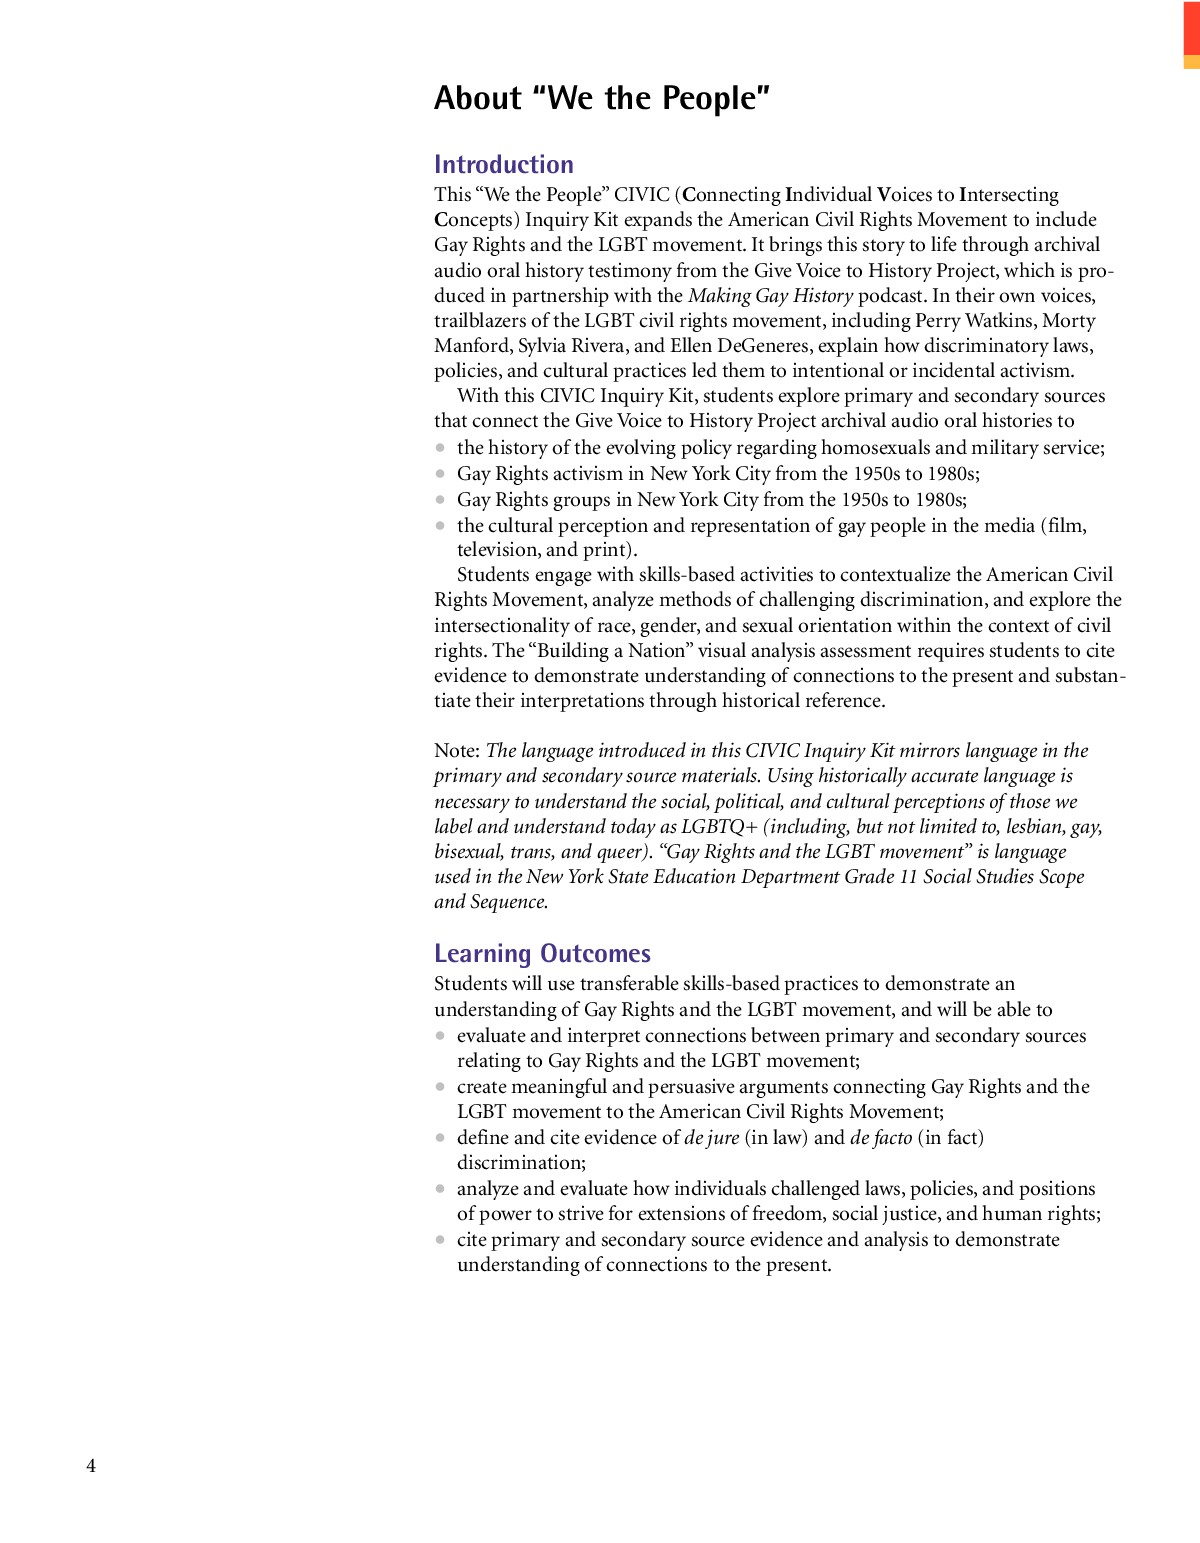 About “We the People”
Introduction
This “We the People” CIVIC (Connecting Individual Voices to Intersecting
Concepts) Inquiry Kit expands the American Civil Rights Movement to include
Gay Rights and the LGBT movement. It brings this story to life through archival
audio oral history testimony from the Give Voice to History Project, which is pro-
duced in partnership with the Making Gay History podcast. In their own voices,
trailblazers of the LGBT civil rights movement, including Perry Watkins, Morty
Manford, Sylvia Rivera, and Ellen DeGeneres, explain how discriminatory laws,
policies, and cultural practices led them to intentional or incidental activism.
With this CIVIC Inquiry Kit, students explore primary and secondary sources
that connect the Give Voice to History Project archival audio oral histories to
● the history of the evolving policy regarding homosexuals and military service;
● Gay Rights activism in New York City from the 1950s to 1980s;
● Gay Rights groups in New York City from the 1950s to 1980s;
● the cultural perception and representation of gay people in the media (film,
television, and print).
Students engage with skills-based activities to contextualize the American Civil
Rights Movement, analyze methods of challenging discrimination, and explore the
intersectionality of race, gender, and sexual orientation within the context of civil
rights. The “Building a Nation” visual analysis assessment requires students to cite
evidence to demonstrate understanding of connections to the present and substan-
tiate their interpretations through historical reference.
Note: The language introduced in this CIVIC Inquiry Kit mirrors language in the
primary and secondary source materials. Using historically accurate language is
necessary to understand the social, political, and cultural perceptions of those we
label and understand today as LGBTQ+ (including, but not limited to, lesbian, gay,
bisexual, trans, and queer). “Gay Rights and the LGBT movement” is language
used in the New York State Education Department Grade 11 Social Studies Scope
and Sequence.
Learning Outcomes
Students will use transferable skills-based practices to demonstrate an
understanding of Gay Rights and the LGBT movement, and will be able to
● evaluate and interpret connections between primary and secondary sources
relating to Gay Rights and the LGBT movement;
● create meaningful and persuasive arguments connecting Gay Rights and the
LGBT movement to the American Civil Rights Movement;
● define and cite evidence of de jure (in law) and de facto (in fact)
discrimination;
● analyze and evaluate how individuals challenged laws, policies, and positions
of power to strive for extensions of freedom, social justice, and human rights;
● cite primary and secondary source evidence and analysis to demonstrate
understanding of connections to the present.
4